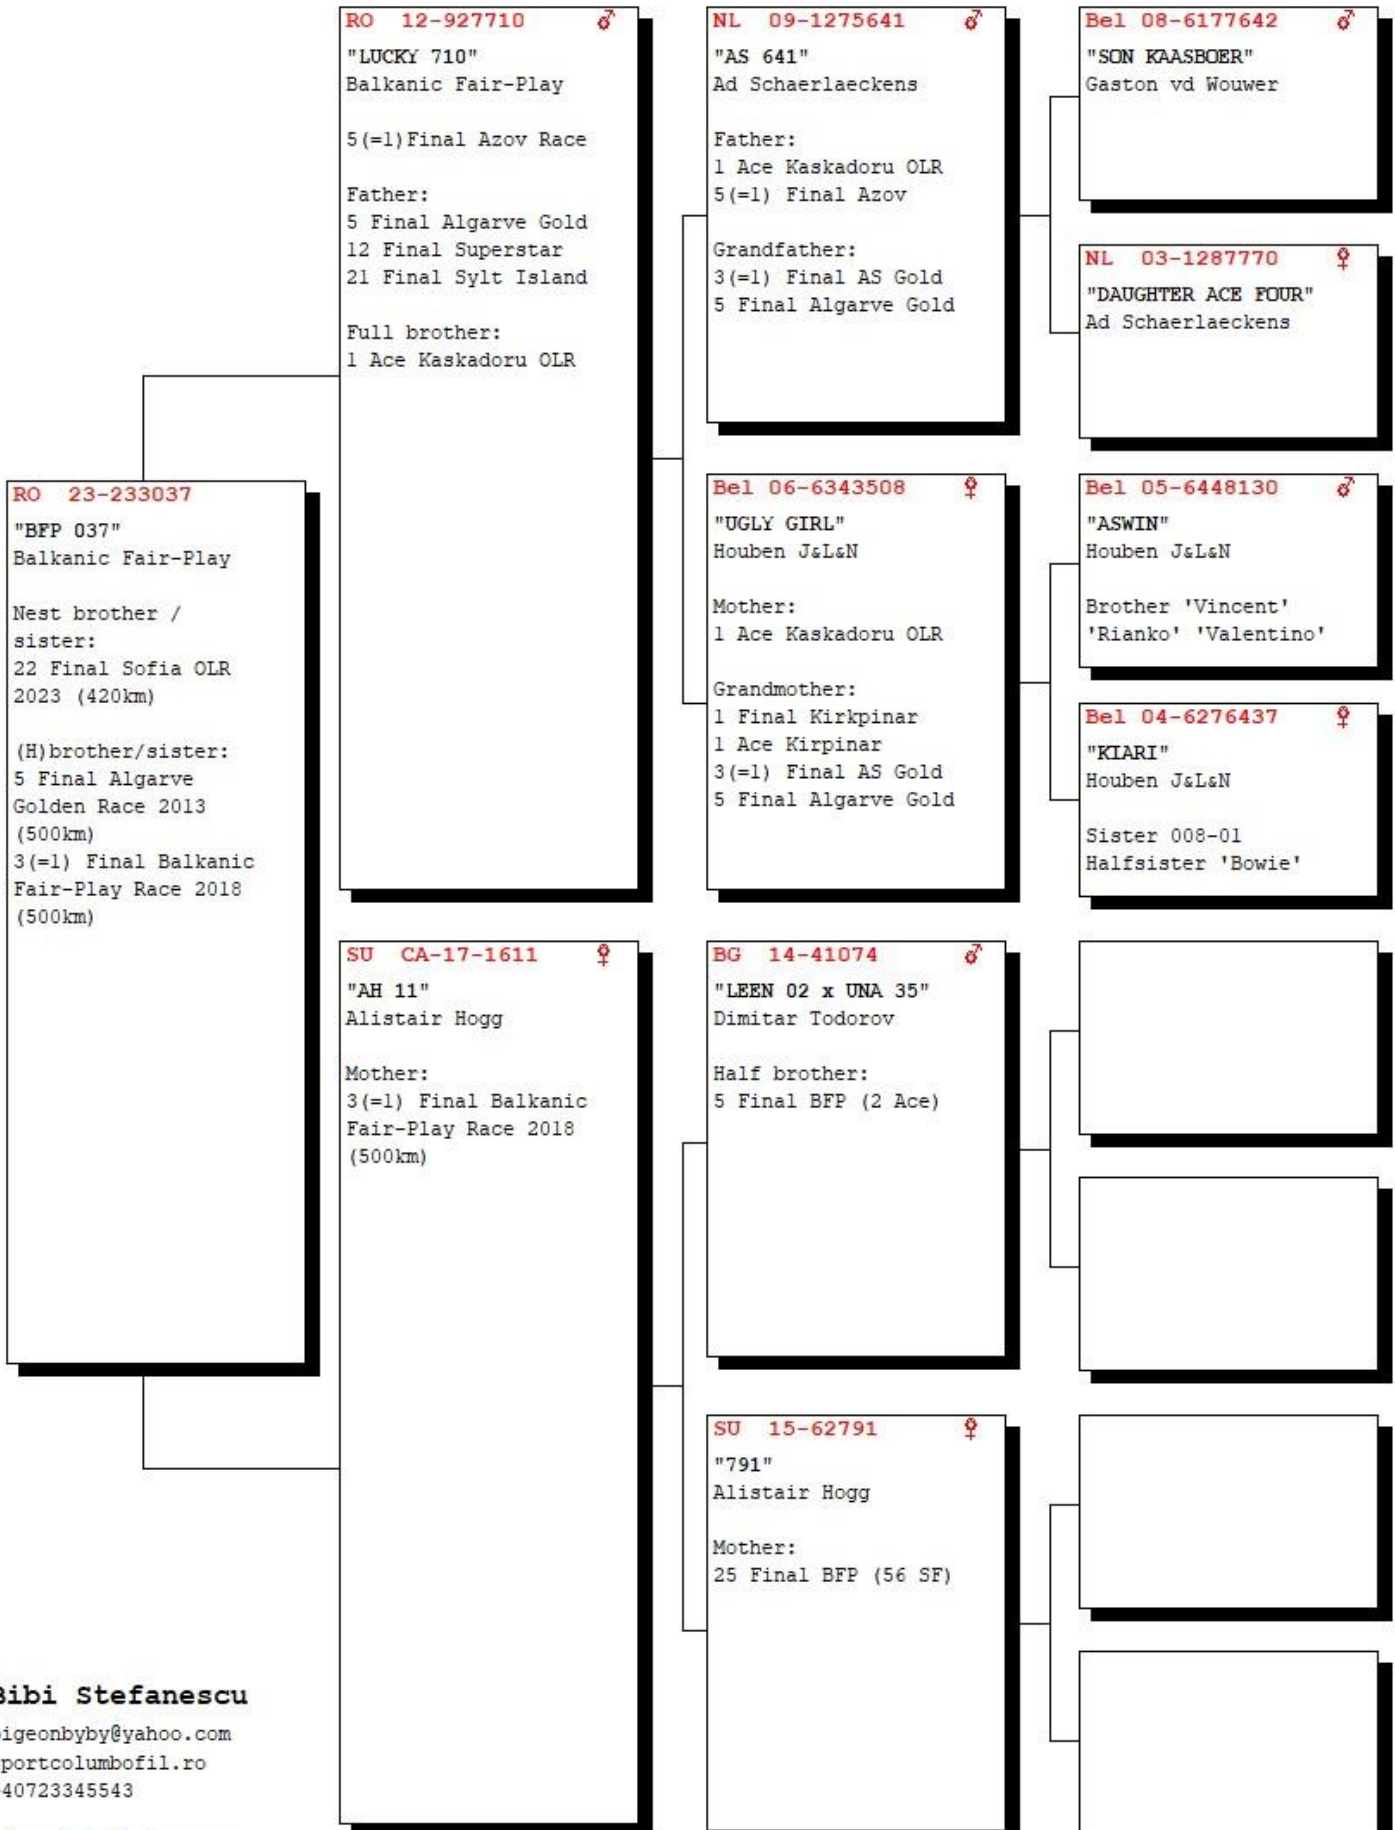 RO 23-233037
"BFP 037"
Balkanic Fair-Play
Nest brother /
sister:
22 Final Sofia OLR
2023 (420km)
(H)brother/sister:
5 Final Algarve
Golden Race 2013
(500km)
3(=1) Final Balkanic
Fair-Play Race 2018
(500km)
RO 12-927710 ♂
"LUCKY 710"
Balkanic Fair-Play
5(=1)Final Azov Race
Father:
5 Final Algarve Gold
12 Final Superstar
21 Final Sylt Island
Full brother:
1 Ace Kaskadoru OLR
SU CA-17-1611 ♀
"AH 11"
Alistair Hogg
Mother:
3(=1) Final Balkanic
Fair-Play Race 2018
(500km)
NL 09-1275641 ♂
"AS 641"
Ad Schaerlaeckens
Father:
1 Ace Kaskadoru OLR
5(=1) Final Azov
Grandfather:
3(=1) Final AS Gold
5 Final Algarve Gold
Bel 06-6343508 ♀
"UGLY GIRL"
Houben J&L&N
Mother:
1 Ace Kaskadoru OLR
Grandmother:
1 Final Kirkpinar
1 Ace Kirpinar
3(=1) Final AS Gold
5 Final Algarve Gold
BG 14-41074 ♂
"LEEN 02 x UNA 35"
Dimitar Todorov
Half brother:
5 Final BFP (2 Ace)
SU 15-62791 ♀
"791"
Alistair Hogg
Mother:
25 Final BFP (56 SF)
Bel 08-6177642 ♂
"SON KAASBOER"
Gaston vd Wouwer
NL 03-1287770 ♀
"DAUGHTER ACE FOUR"
Ad Schaerlaeckens
Bel 05-6448130 ♂
"ASWIN"
Houben J&L&N
Brother 'Vincent'
'Rianko' 'Valentino'
Bel 04-6276437 ♀
"KIARI"
Houben J&L&N
Sister 008-01
Halfsister 'Bowie'
Bibi Stefanescu
pigeonbyby@yahoo.com
portcolumbofil.ro
40723345543